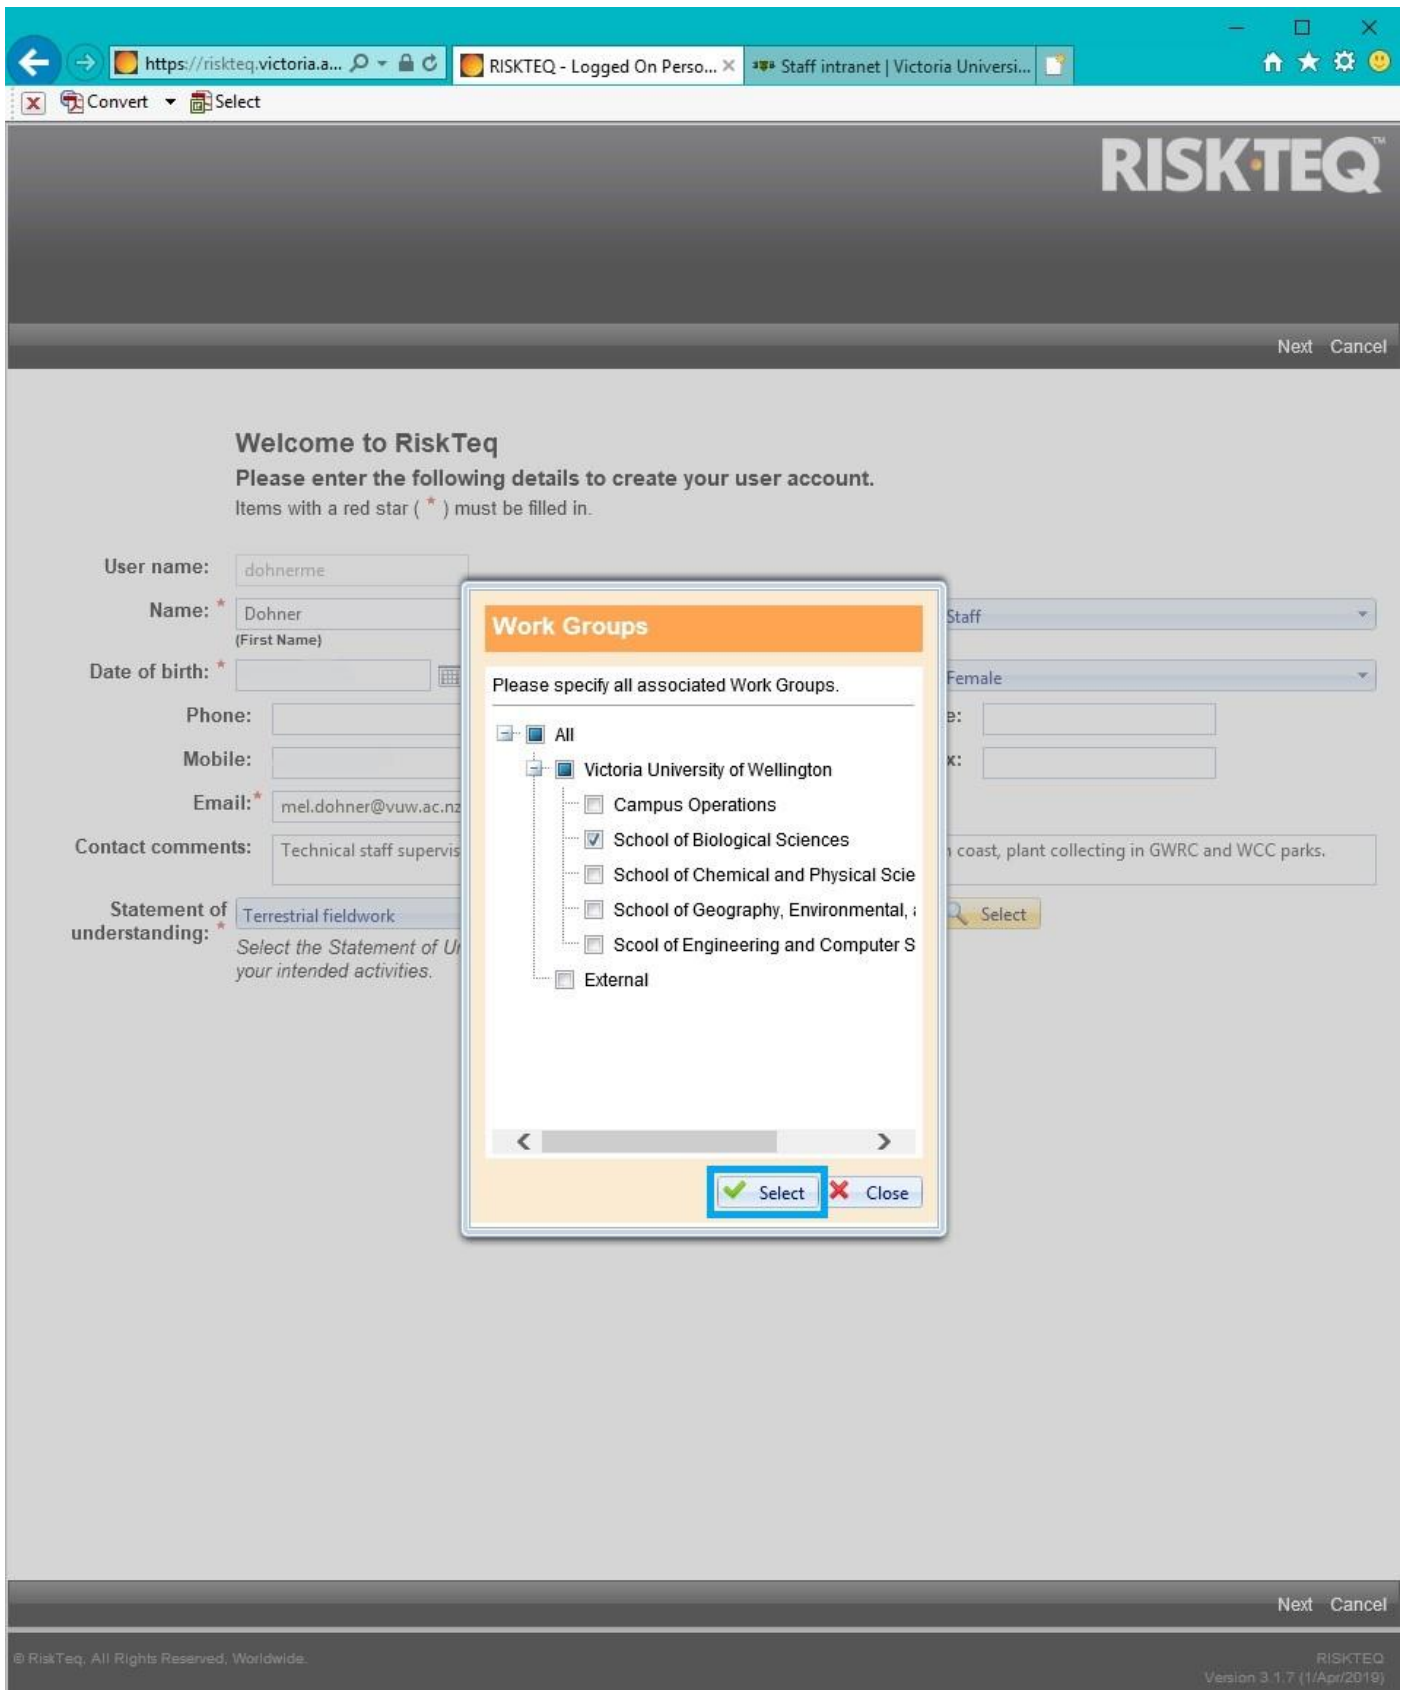 https://riskteq.victoria.a...
RISKTEQ - Logged On Perso...
Staff intranet | Victoria Universi...
Convert
Select
RISK•TEQ™
Next Cancel
Welcome to RiskTeq
Please enter the following details to create your user account.
Items with a red star ( * ) must be filled in.
User name: dohnerme
Name: * Dohner
Staff
(First Name)
Date of birth: *
Female
Phone:
e:
Mobile:
x:
Email:* mel.dohner@vuw.ac.nz
Contact comments: Technical staff supervis
coast, plant collecting in GWRC and WCC parks.
Statement of understanding: * Terrestrial fieldwork
Select
Select the Statement of U
your intended activities.
Work Groups
Please specify all associated Work Groups.
All
Victoria University of Wellington
Campus Operations
School of Biological Sciences
School of Chemical and Physical Scie
School of Geography, Environmental,
Scool of Engineering and Computer S
External
Select Close
Next Cancel
© RiskTeq. All Rights Reserved, Worldwide.
RISKTEQ
Version 3.1.7 (1/Apr/2019)